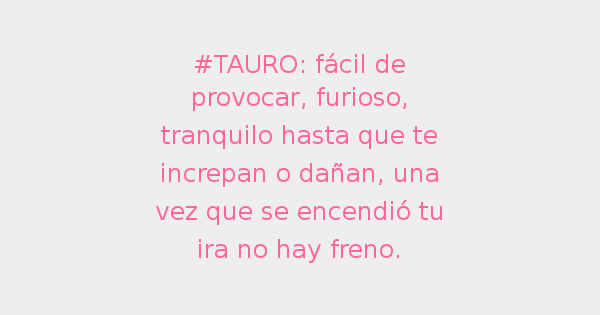 #TAURO: fácil de
provocar, furioso,
tranquilo hasta que te
increpan o dañan, una
vez que se encendió tu
ira no hay freno.